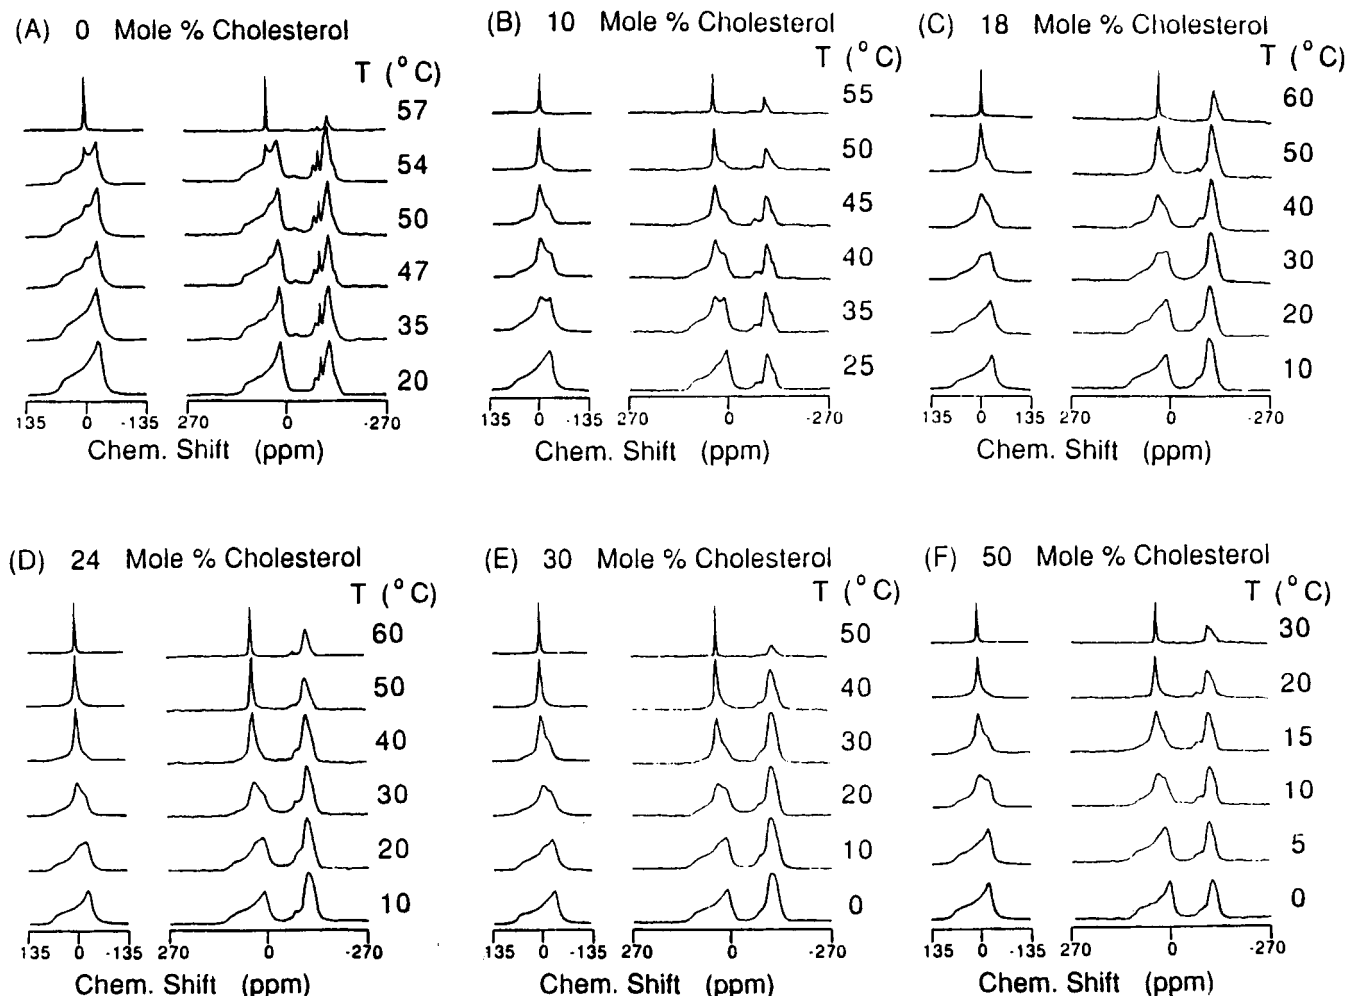 (A) 0 Mole % Cholesterol
T (°C)
57
54
50
47
35
20
135 0 -135 270 0 -270
Chem. Shift (ppm)
(B) 10 Mole % Cholesterol
T (°C)
55
50
45
40
35
25
135 0 -135 270 0 -270
Chem. Shift (ppm)
(C) 18 Mole % Cholesterol
T (°C)
60
50
40
30
20
10
135 0 -135 270 0 -270
Chem. Shift (ppm)
(D) 24 Mole % Cholesterol
T (°C)
60
50
40
30
20
10
135 0 -135 270 0 -270
Chem. Shift (ppm)
(E) 30 Mole % Cholesterol
T (°C)
50
40
30
20
10
0
135 0 -135 270 0 -270
Chem. Shift (ppm)
(F) 50 Mole % Cholesterol
T (°C)
30
20
15
10
5
0
135 0 -135 270 0 -270
Chem. Shift (ppm)